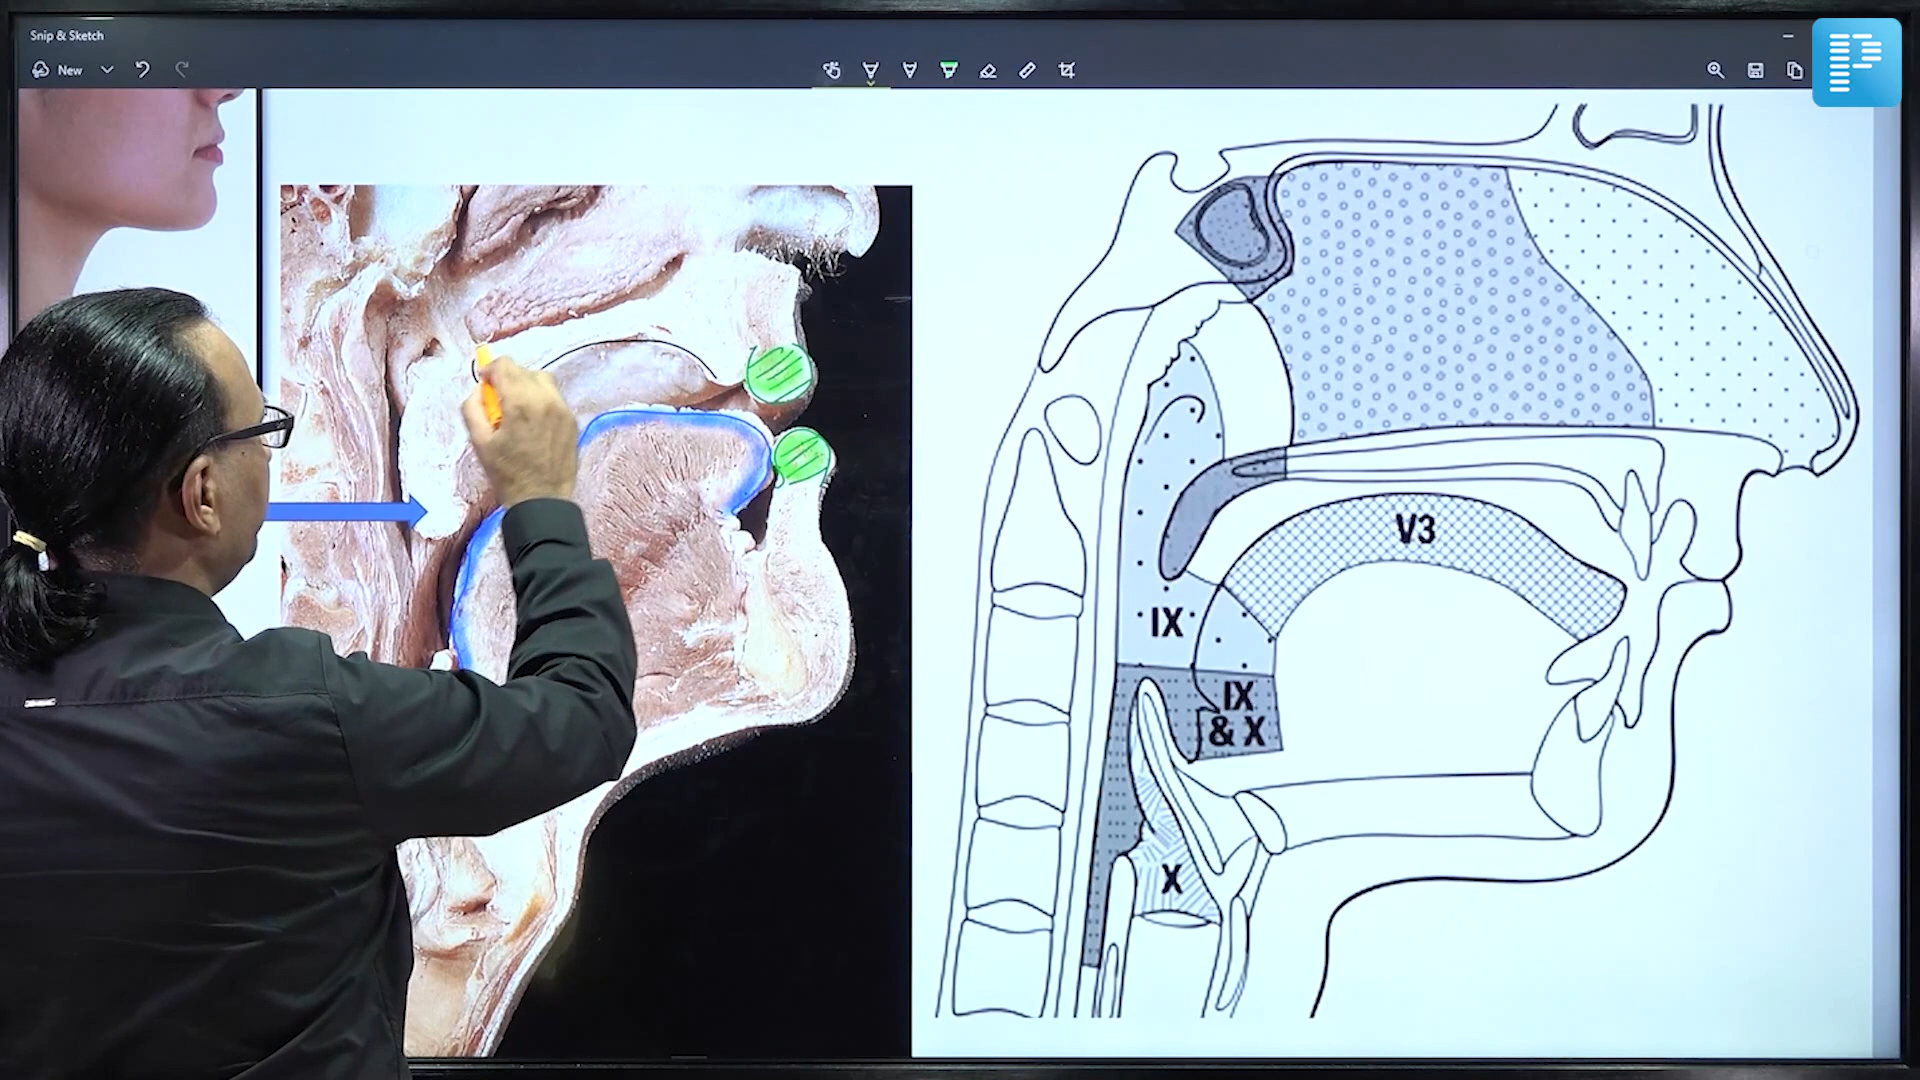 Snip & Sketch
New
V3
IX
IX
& X
X